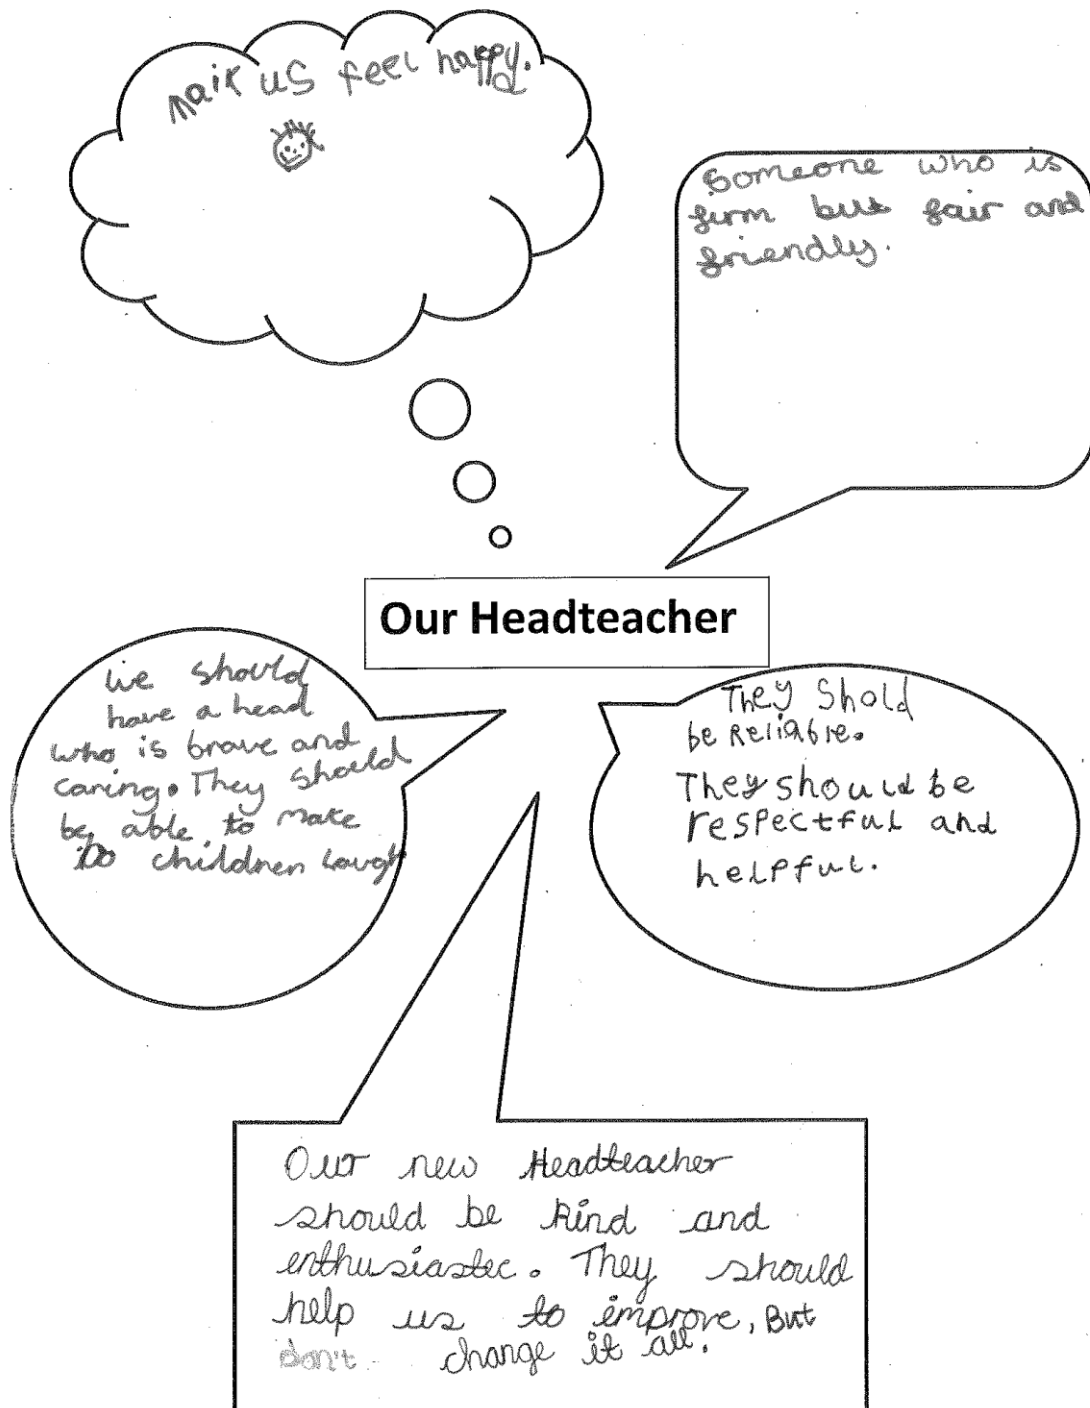 maik us feel happy.
Someone who is
firm but fair and
friendly.
Our Headteacher
We should
have a head
who is brave and
caring. They should
be able to make
children laugh
They Shold
be Reliable.
They should be
respectful and
helpful.
Our new Headteacher
should be kind and
enthusiastec. They should
help us to improve, But
don't change it all.